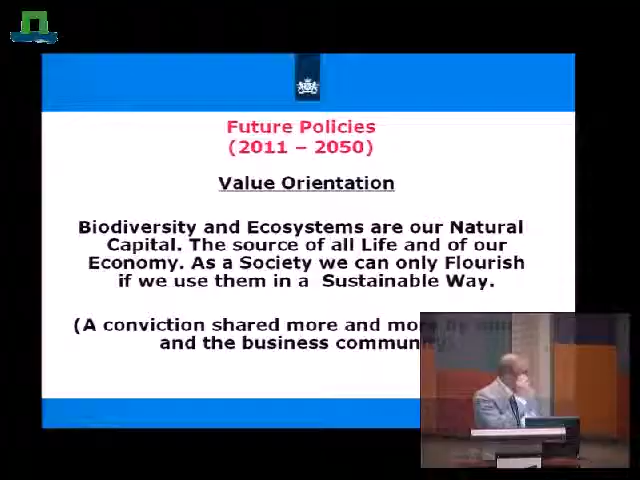 Future Policies
(2011 – 2050)
Value Orientation
Biodiversity and Ecosystems are our Natural
Capital. The source of all Life and of our
Economy. As a Society we can only Flourish
if we use them in a Sustainable Way.
(A conviction shared more and more by
and the business community